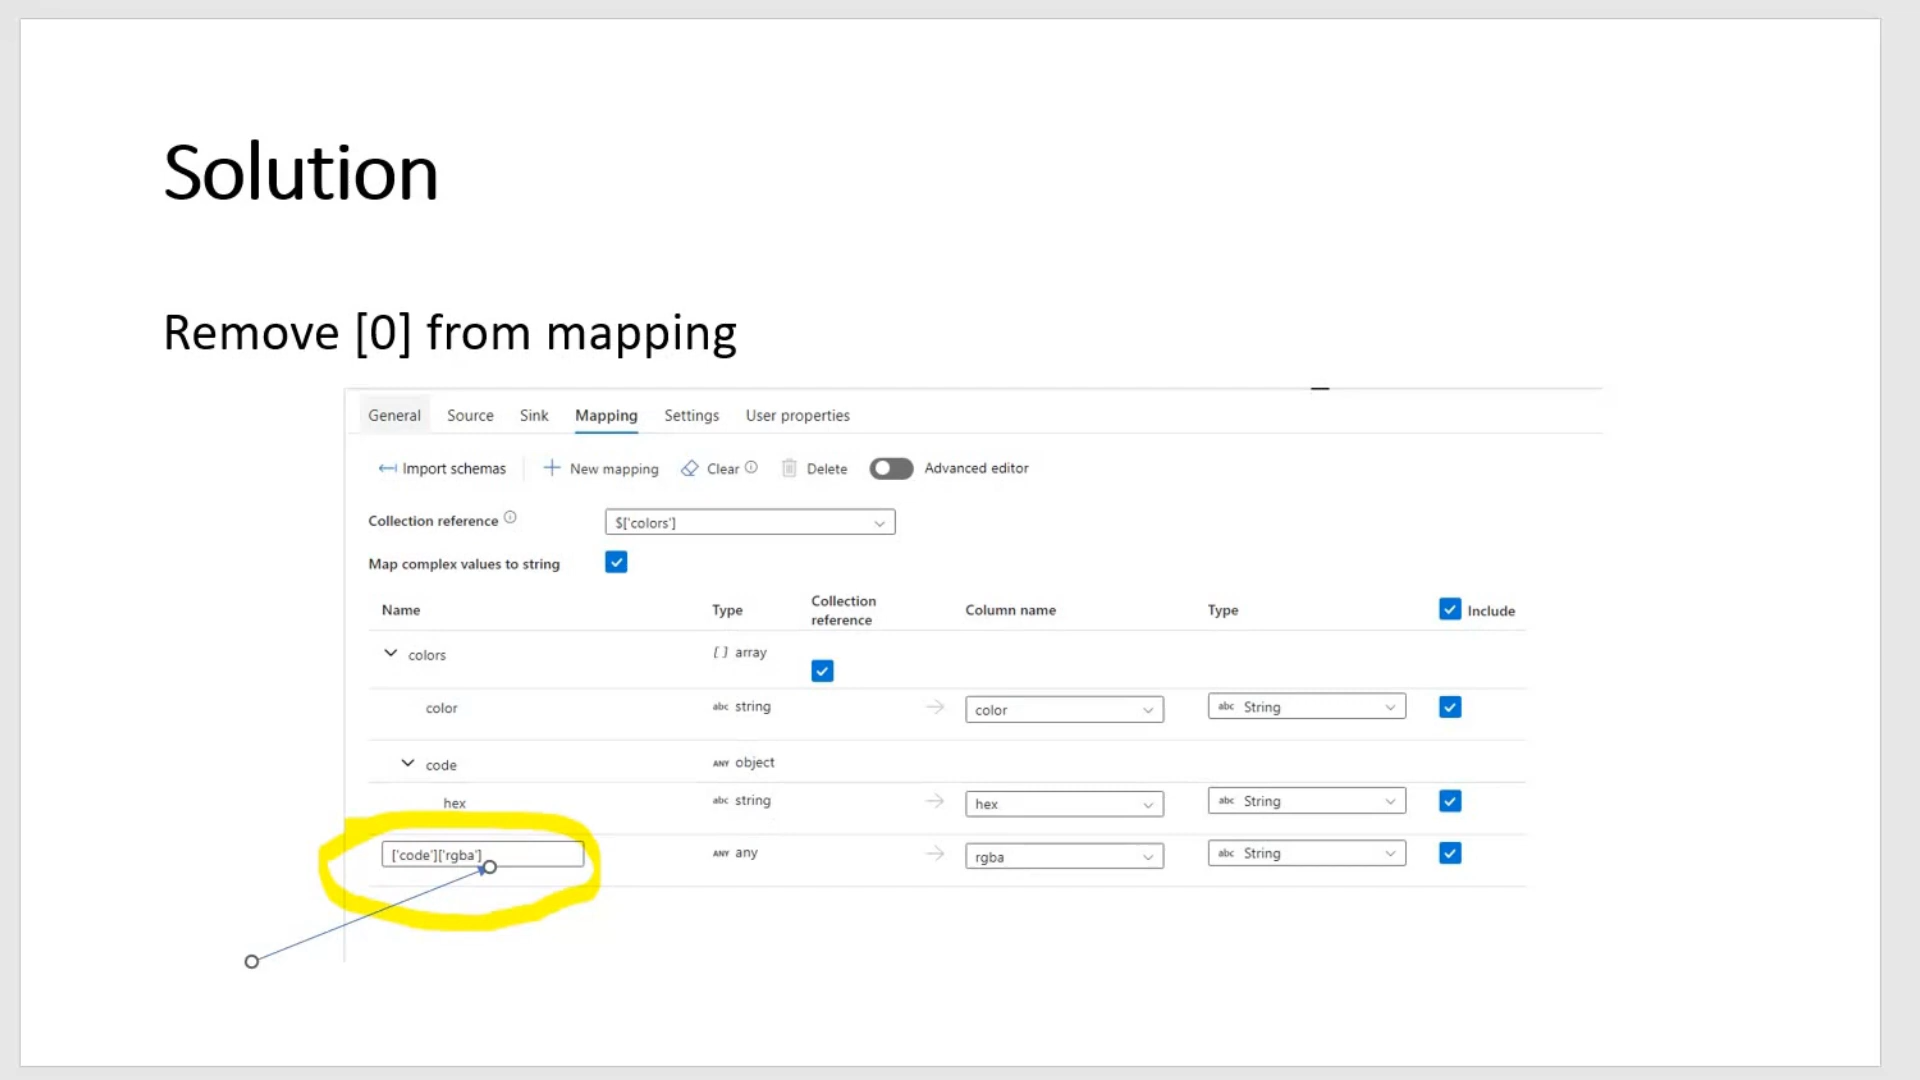 Solution
Remove [0] from mapping
General Source Sink Mapping Settings User properties
Import schemas New mapping Clear Delete Advanced editor
Collection reference $['colors']
Map complex values to string
Name Type Collection reference Column name Type Include
colors [ ] array
color abc string color abc String
code ANY object
hex abc string hex abc String
['code']['rgba'] ANY any rgba abc String